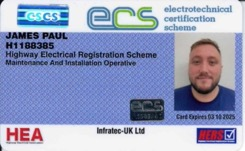 escs
ecs
electrotechnical
certification
scheme
JAMES PAUL
H1188385
Highway Electrical Registration Scheme
Maintenance And Installation Operative
Card Expires 03 10 2025
HEA
Infratec-UK Ltd
HERS